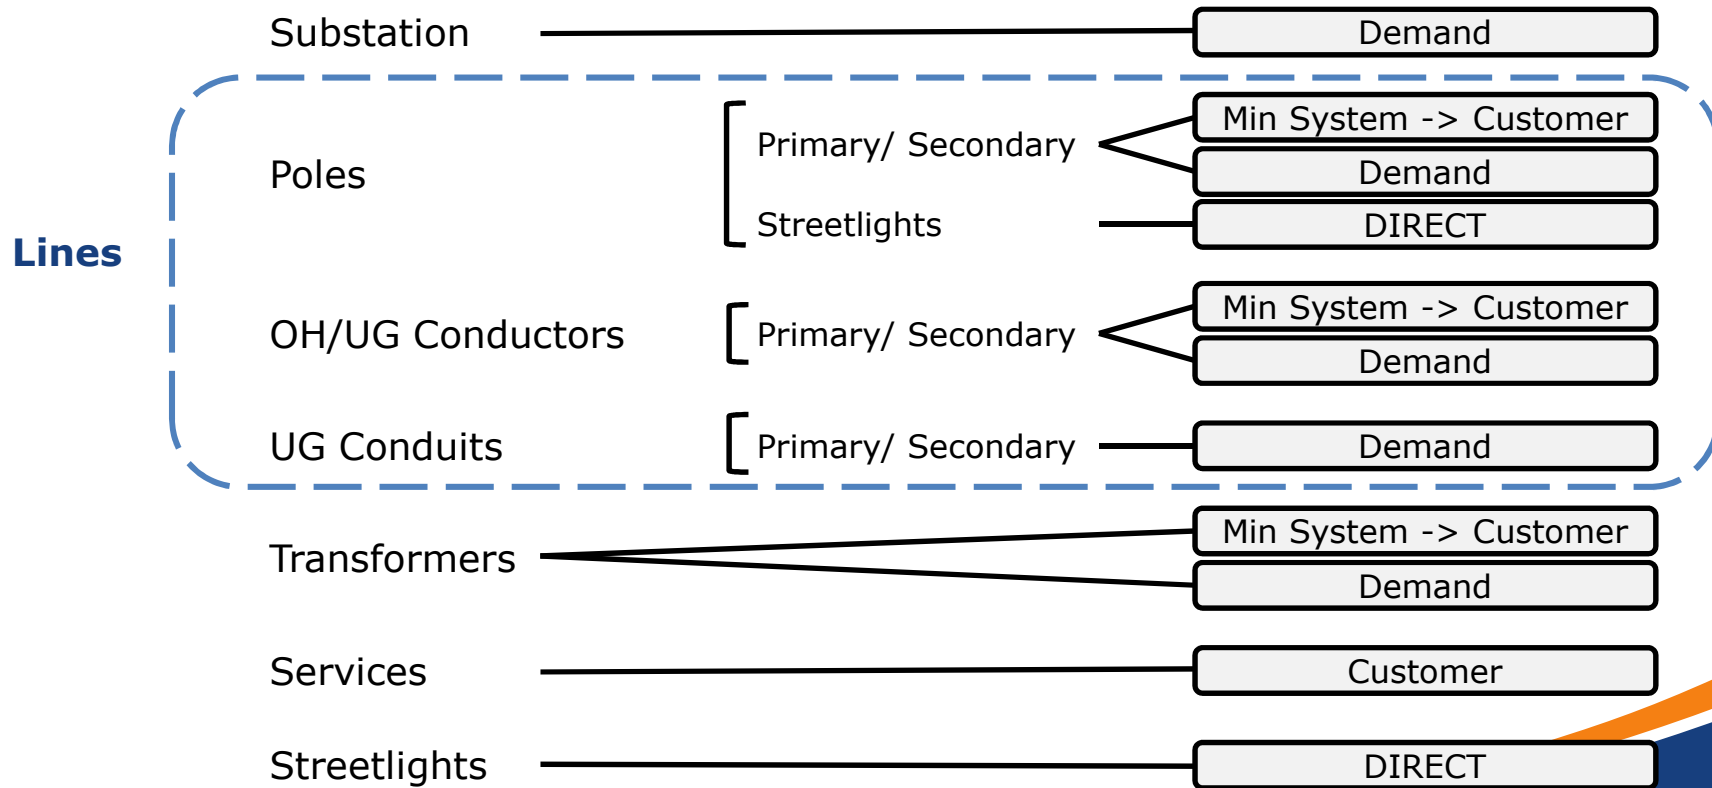 Substation
Demand
Lines
Poles
Primary/ Secondary
Min System -> Customer
Demand
Streetlights
DIRECT
OH/UG Conductors
Primary/ Secondary
Min System -> Customer
Demand
UG Conduits
Primary/ Secondary
Demand
Transformers
Min System -> Customer
Demand
Services
Customer
Streetlights
DIRECT